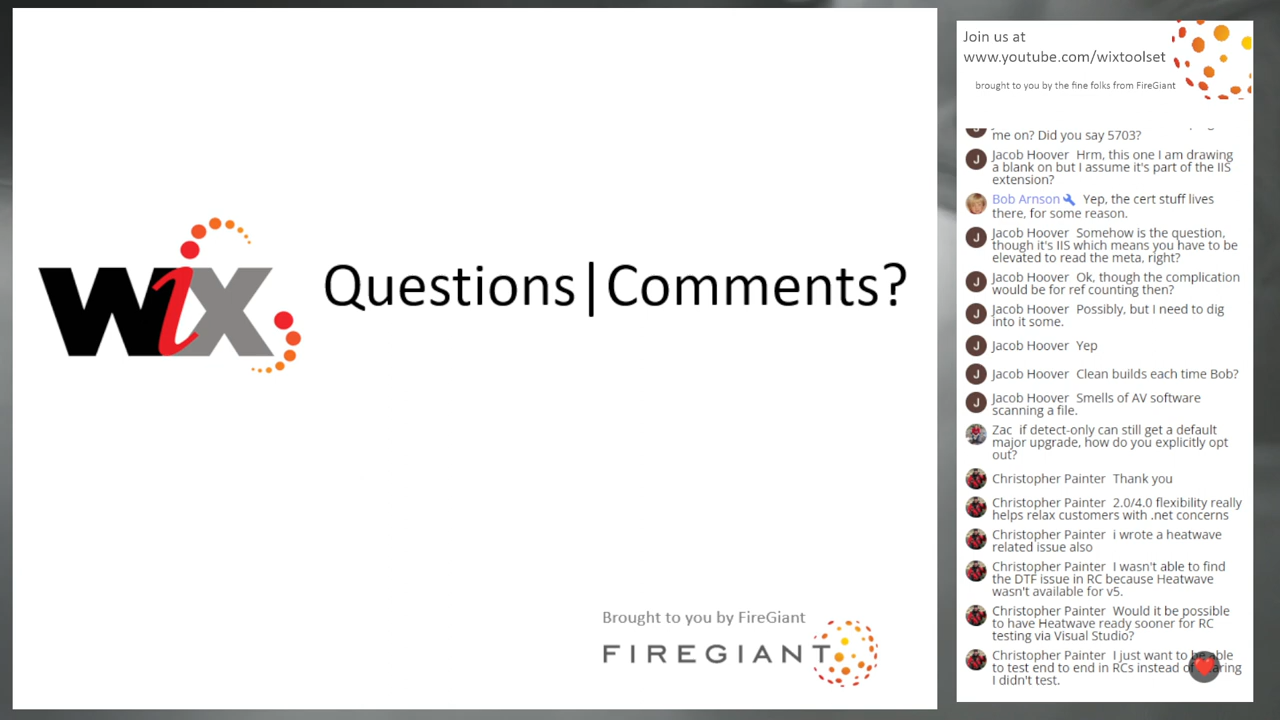 WiX
Questions|Comments?
Brought to you by FireGiant
FIREGIANT
Join us at
www.youtube.com/wixtoolset
brought to you by the fine folks from FireGiant
me on? Did you say 5703?
J
Jacob Hoover Hrm, this one I am drawing
a blank on but I assume it's part of the IIS
extension?
Bob Arnson Yep, the cert stuff lives
there, for some reason.
J
Jacob Hoover Somehow is the question,
though it's IIS which means you have to be
elevated to read the meta, right?
J
Jacob Hoover Ok, though the complication
would be for ref counting then?
J
Jacob Hoover Possibly, but I need to dig
into it some.
J
Jacob Hoover Yep
J
Jacob Hoover Clean builds each time Bob?
J
Jacob Hoover Smells of AV software
scanning a file.
Zac if detect-only can still get a default
major upgrade, how do you explicitly opt
out?
Christopher Painter Thank you
Christopher Painter 2.0/4.0 flexibility really
helps relax customers with .net concerns
Christopher Painter i wrote a heatwave
related issue also
Christopher Painter I wasn't able to find
the DTF issue in RC because Heatwave
wasn't available for v5.
Christopher Painter Would it be possible
to have Heatwave ready sooner for RC
testing via Visual Studio?
Christopher Painter I just want to be able
to test end to end in RCs instead of
I didn't test.